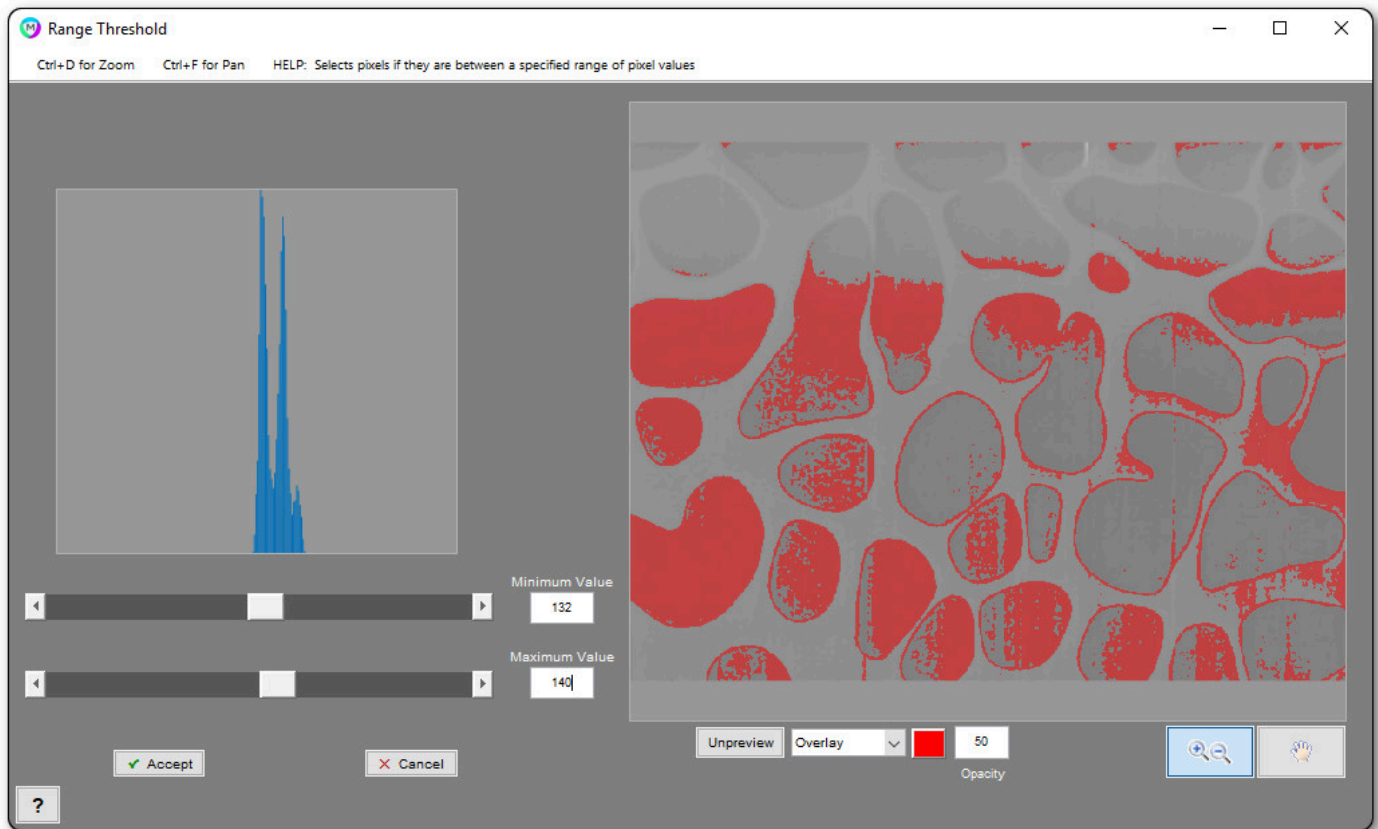 Range Threshold
Ctrl+D for Zoom Ctrl+F for Pan HELP: Selects pixels if they are between a specified range of pixel values
Minimum Value
132
Maximum Value
140
Accept Cancel
Unpreview Overlay 50
Opacity
?